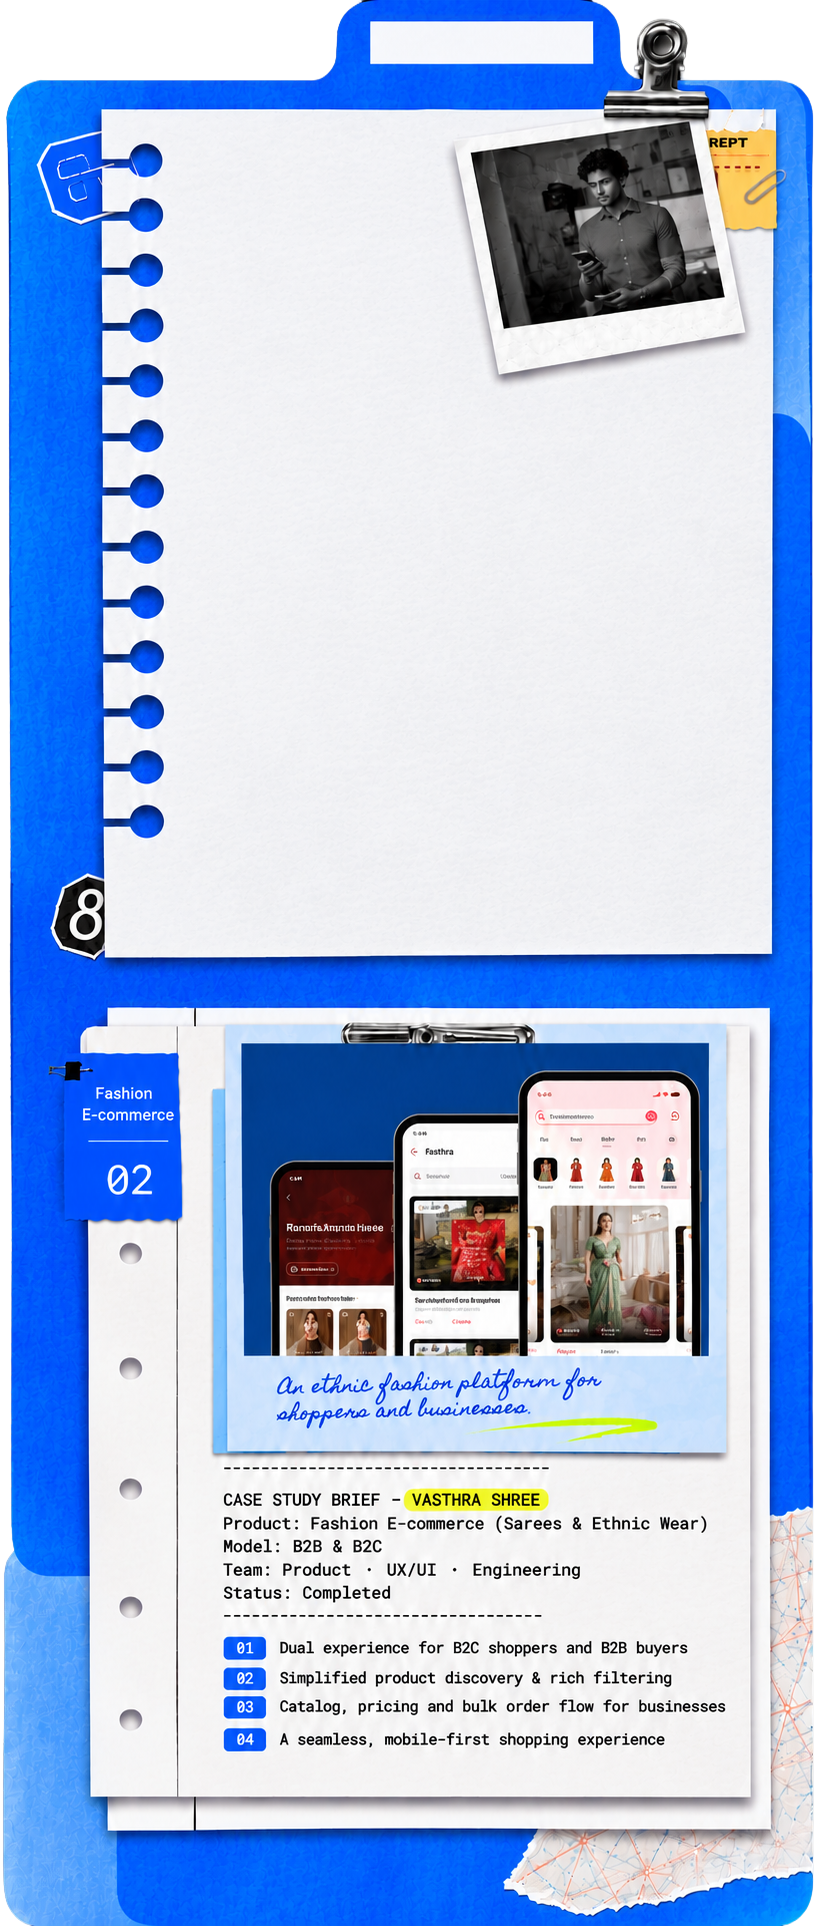 REPT
8
Fashion
E-commerce
02
Fasthra
An ethnic fashion platform for
shoppers and businesses.
CASE STUDY BRIEF - VASTHRA SHREE
Product: Fashion E-commerce (Sarees & Ethnic Wear)
Model: B2B & B2C
Team: Product · UX/UI · Engineering
Status: Completed
01 Dual experience for B2C shoppers and B2B buyers
02 Simplified product discovery & rich filtering
03 Catalog, pricing and bulk order flow for businesses
04 A seamless, mobile-first shopping experience